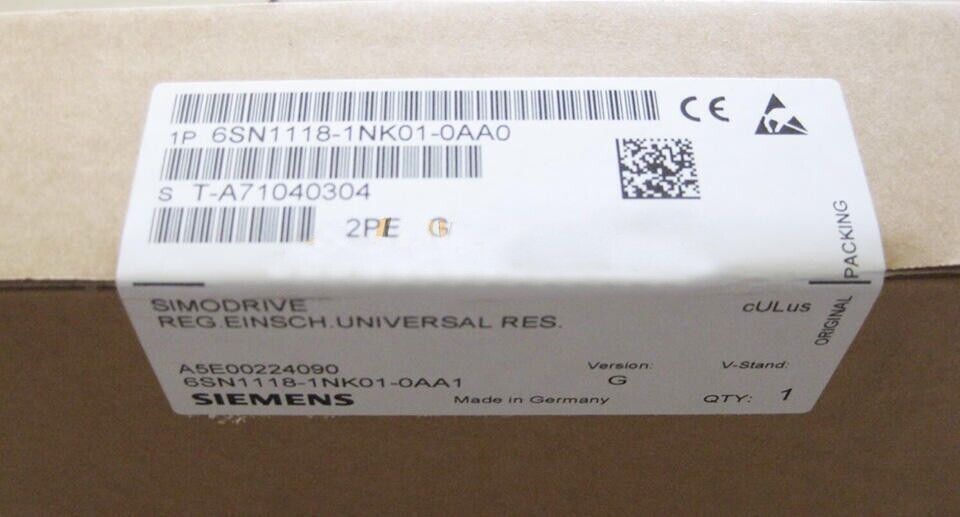 CE
1P 6SN1118-1NK01-0AA0
S T-A71040304
2PE G
SIMODRIVE
REG.EINSCH.UNIVERSAL RES.
cULus
A5E00224090
6SN1118-1NK01-0AA1
Version:
G
V-Stand:
SIEMENS
Made in Germany
QTY: 1
ORIGINAL PACKING